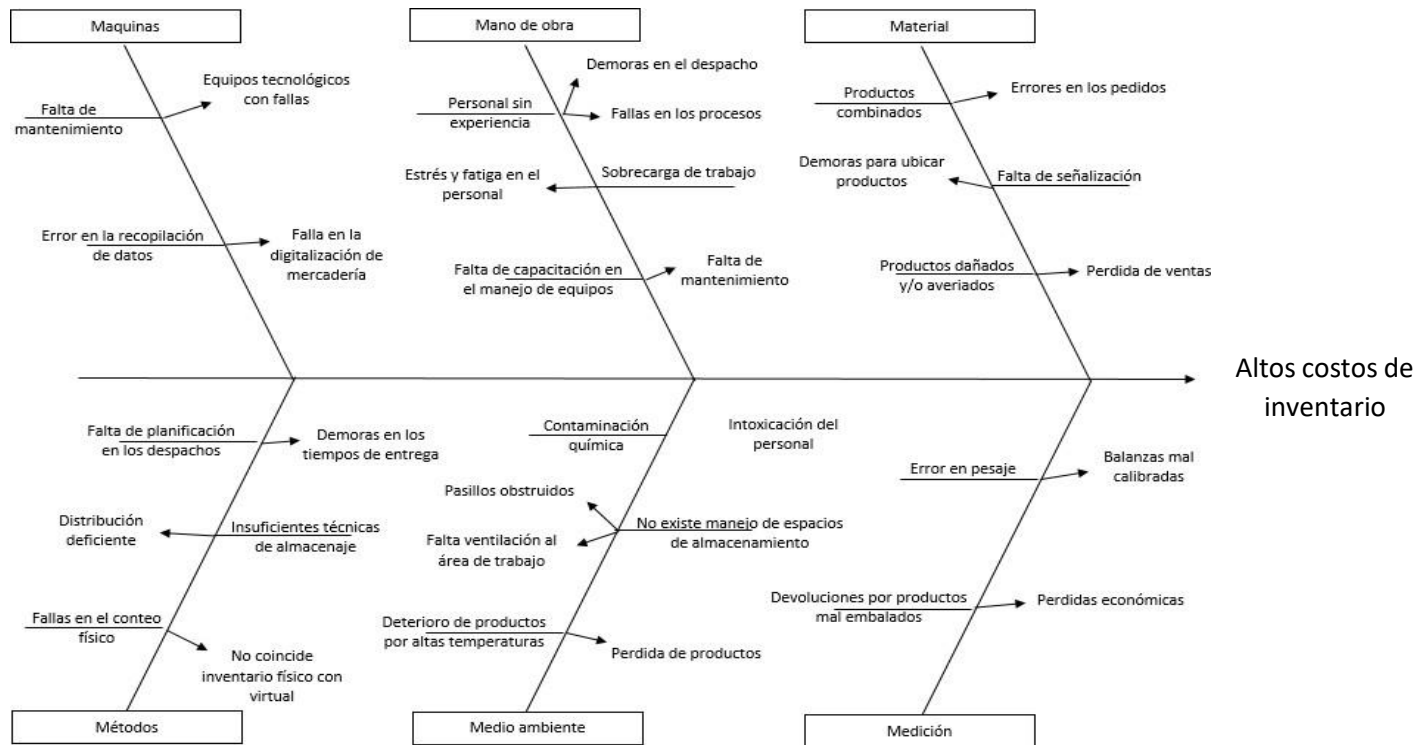 Maquinas
Mano de obra
Material
Equipos tecnológicos
con fallas
Falta de
mantenimiento
Error en la recopilación
de datos
Falla en la
digitalización de
mercadería
Demoras en el despacho
Personal sin
experiencia
Fallas en los procesos
Estrés y fatiga en el
personal
Sobrecarga de trabajo
Falta de capacitación en
el manejo de equipos
Falta de
mantenimiento
Productos
combinados
Errores en los pedidos
Demoras para ubicar
productos
Falta de señalización
Productos dañados
y/o averiados
Perdida de ventas
Altos costos de
inventario
Falta de planificación
en los despachos
Demoras en los
tiempos de entrega
Distribución
deficiente
Insuficientes técnicas
de almacenaje
Fallas en el conteo
físico
No coincide
inventario físico con
virtual
Contaminación
química
Intoxicación del
personal
Pasillos obstruidos
Falta ventilación al
área de trabajo
No existe manejo de espacios
de almacenamiento
Deterioro de productos
por altas temperaturas
Perdida de productos
Error en pesaje
Balanzas mal
calibradas
Devoluciones por productos
mal embalados
Perdidas económicas
Métodos
Medio ambiente
Medición